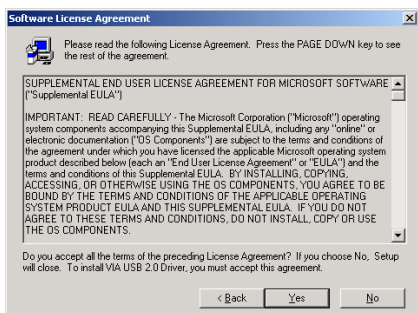 Software License Agreement
Please read the following License Agreement. Press the PAGE DOWN key to see
the rest of the agreement.
SUPPLEMENTAL END USER LICENSE AGREEMENT FOR MICROSOFT SOFTWARE
("Supplemental EULA")
IMPORTANT: READ CAREFULLY - The Microsoft Corporation ("Microsoft") operating
system components accompanying this Supplemental EULA, including any "online" or
electronic documentation ("OS Components") are subject to the terms and conditions of
the agreement under which you have licensed the applicable Microsoft operating system
product described below (each an "End User License Agreement" or "EULA") and the
terms and conditions of this Supplemental EULA. BY INSTALLING, COPYING,
ACCESSING, OR OTHERWISE USING THE OS COMPONENTS, YOU AGREE TO BE
BOUND BY THE TERMS AND CONDITIONS OF THE APPLICABLE OPERATING
SYSTEM PRODUCT EULA AND THIS SUPPLEMENTAL EULA. IF YOU DO NOT
AGREE TO THESE TERMS AND CONDITIONS, DO NOT INSTALL, COPY OR USE
THE OS COMPONENTS.
Do you accept all the terms of the preceding License Agreement? If you choose No, Setup
will close. To install VIA USB 2.0 Driver, you must accept this agreement.
< Back Yes No